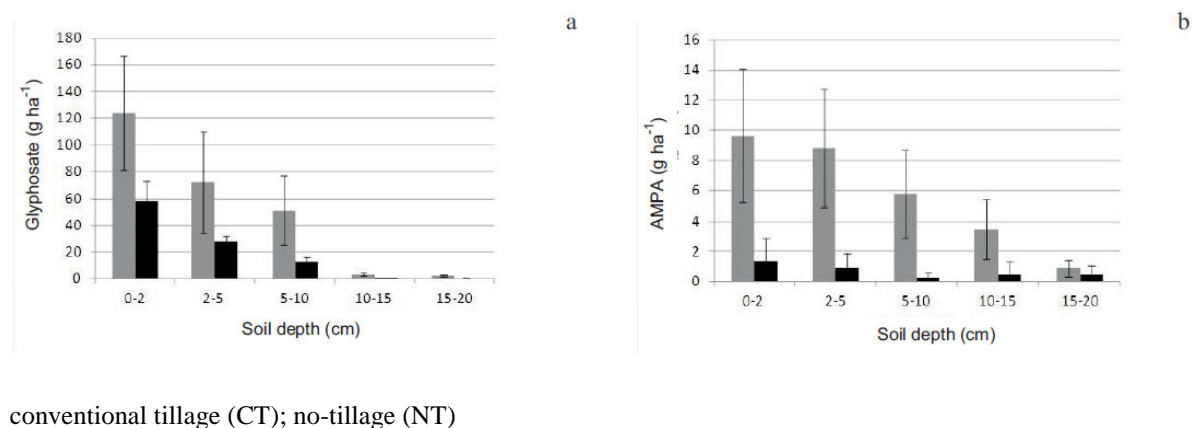 a
180
160
140
120
100
80
60
40
20
0
Glyphosate (g ha⁻¹)
0-2 2-5 5-10 10-15 15-20
Soil depth (cm)
b
16
14
12
10
8
6
4
2
0
AMPA (g ha⁻¹)
0-2 2-5 5-10 10-15 15-20
Soil depth (cm)
conventional tillage (CT); no-tillage (NT)